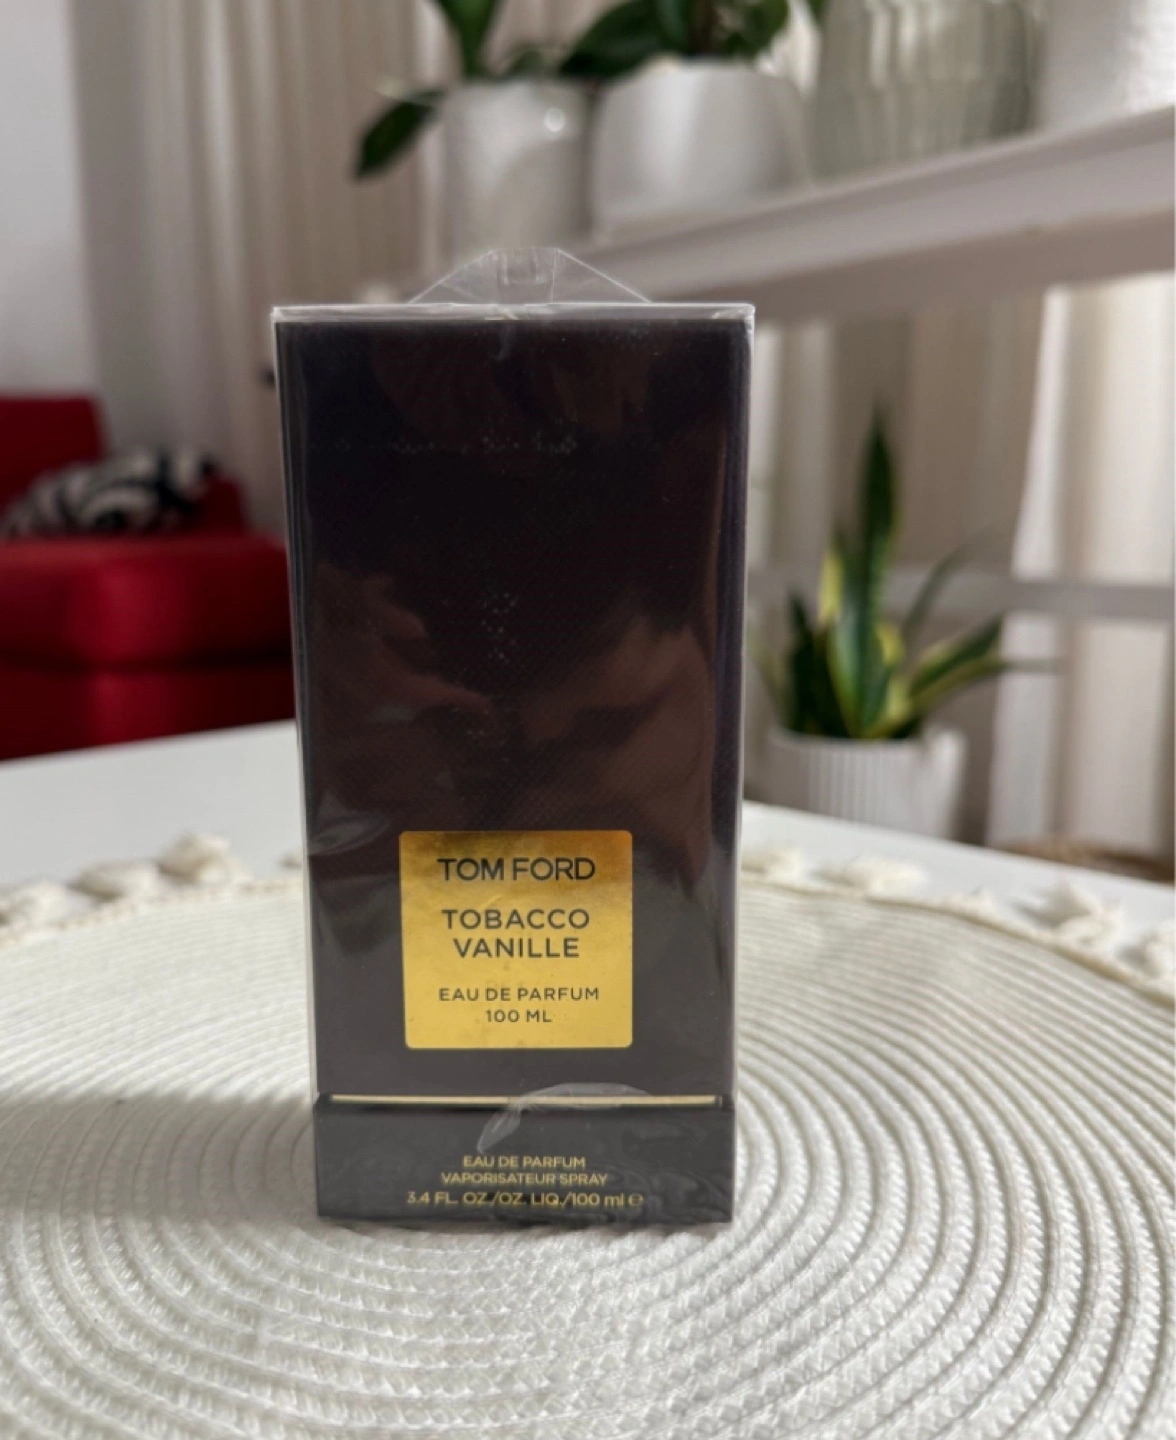 TOM FORD
TOBACCO
VANILLE
EAU DE PARFUM
100 ML
EAU DE PARFUM
VAPORISATEUR SPRAY
3.4 FL. OZ./OZ. LIQ./100 ml ℮